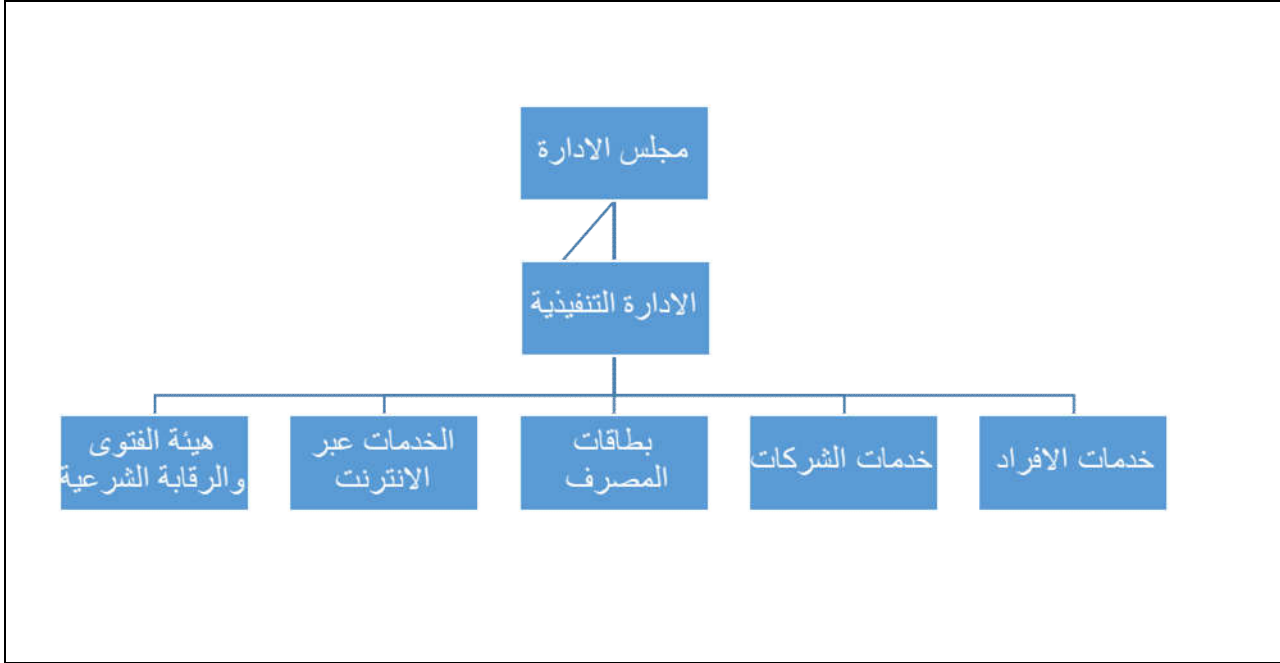 مجلس الادارة
الادارة التنفيذية
خدمات الافراد
خدمات الشركات
بطاقات
المصرف
الخدمات عبر
الانترنت
هيئة الفتوى
والرقابة الشرعية